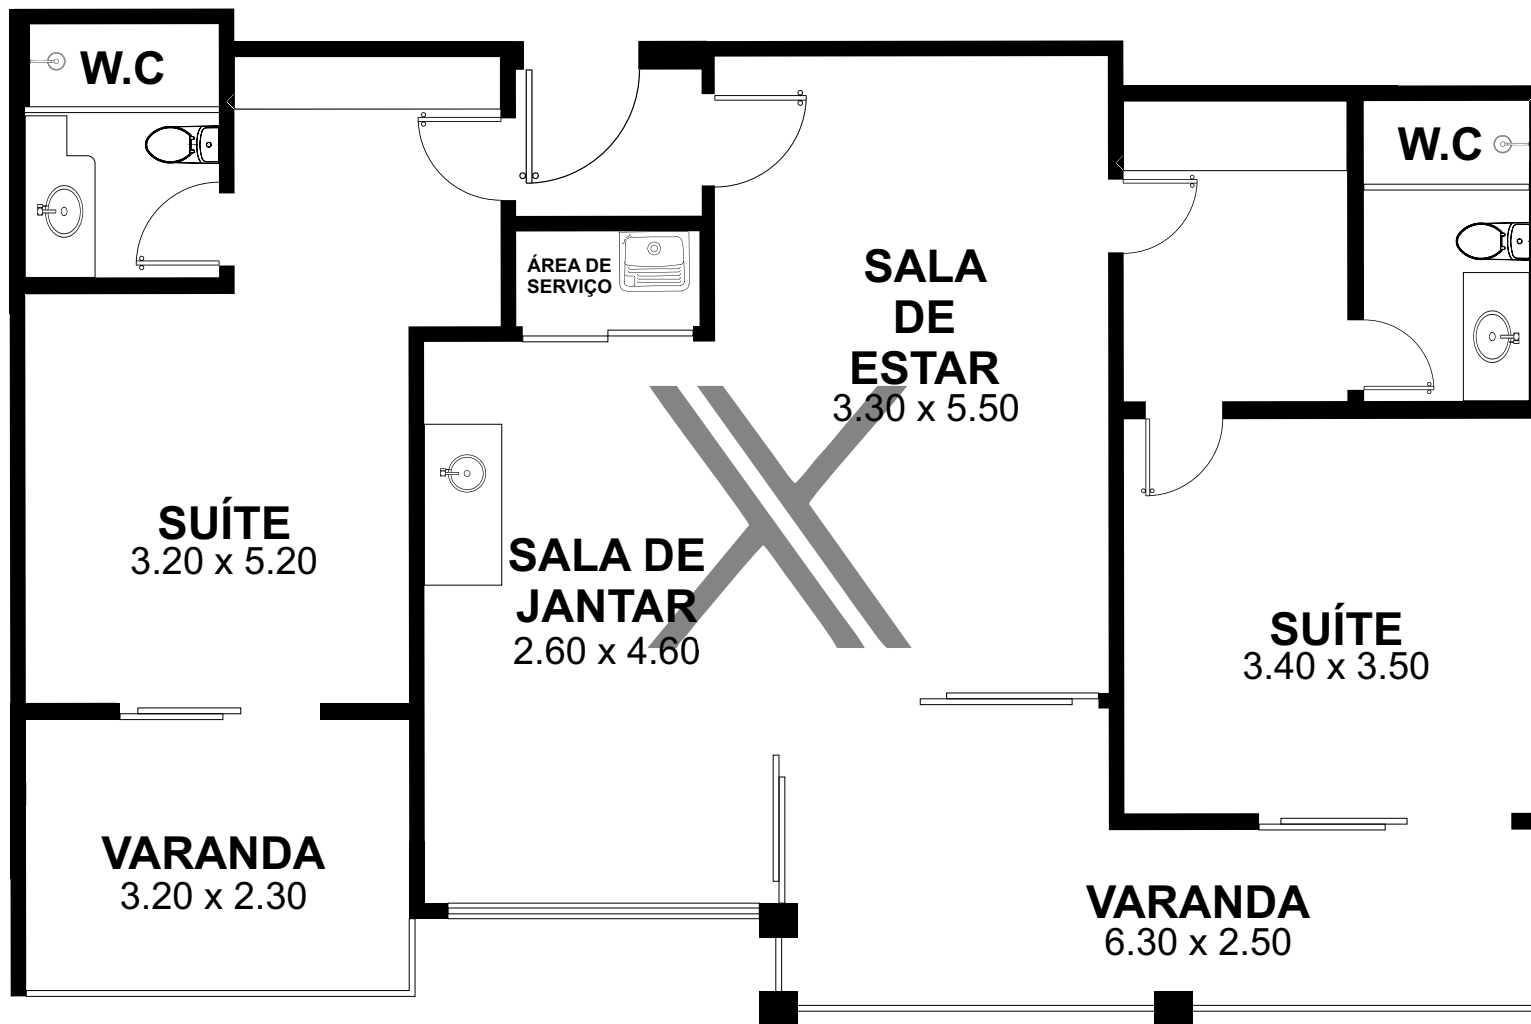 W.C
W.C
ÁREA DE
SERVIÇO
SALA
DE
ESTAR
3.30 x 5.50
SUÍTE
3.20 x 5.20
SALA DE
JANTAR
2.60 x 4.60
SUÍTE
3.40 x 3.50
VARANDA
3.20 x 2.30
VARANDA
6.30 x 2.50